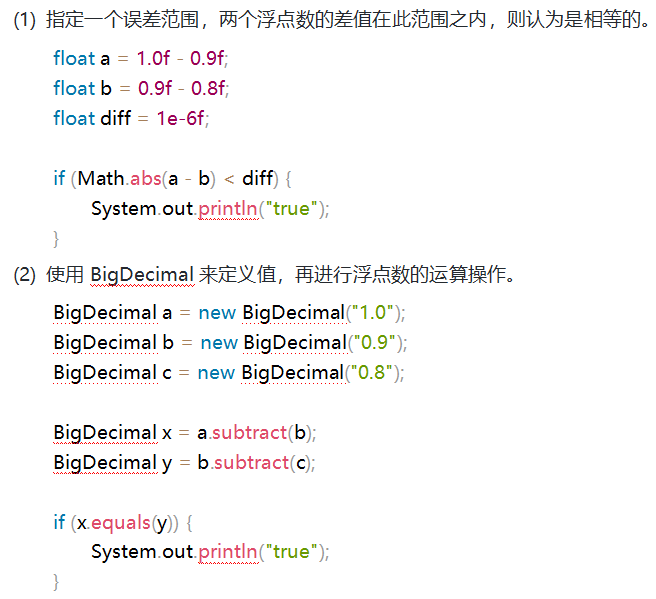 (1) 指定一个误差范围，两个浮点数的差值在此范围之内，则认为是相等的。
float a = 1.0f - 0.9f;
float b = 0.9f - 0.8f;
float diff = 1e-6f;
if (Math.abs(a - b) < diff) {
System.out.println("true");
}
(2) 使用 BigDecimal 来定义值，再进行浮点数的运算操作。
BigDecimal a = new BigDecimal("1.0");
BigDecimal b = new BigDecimal("0.9");
BigDecimal c = new BigDecimal("0.8");
BigDecimal x = a.subtract(b);
BigDecimal y = b.subtract(c);
if (x.equals(y)) {
System.out.println("true");
}